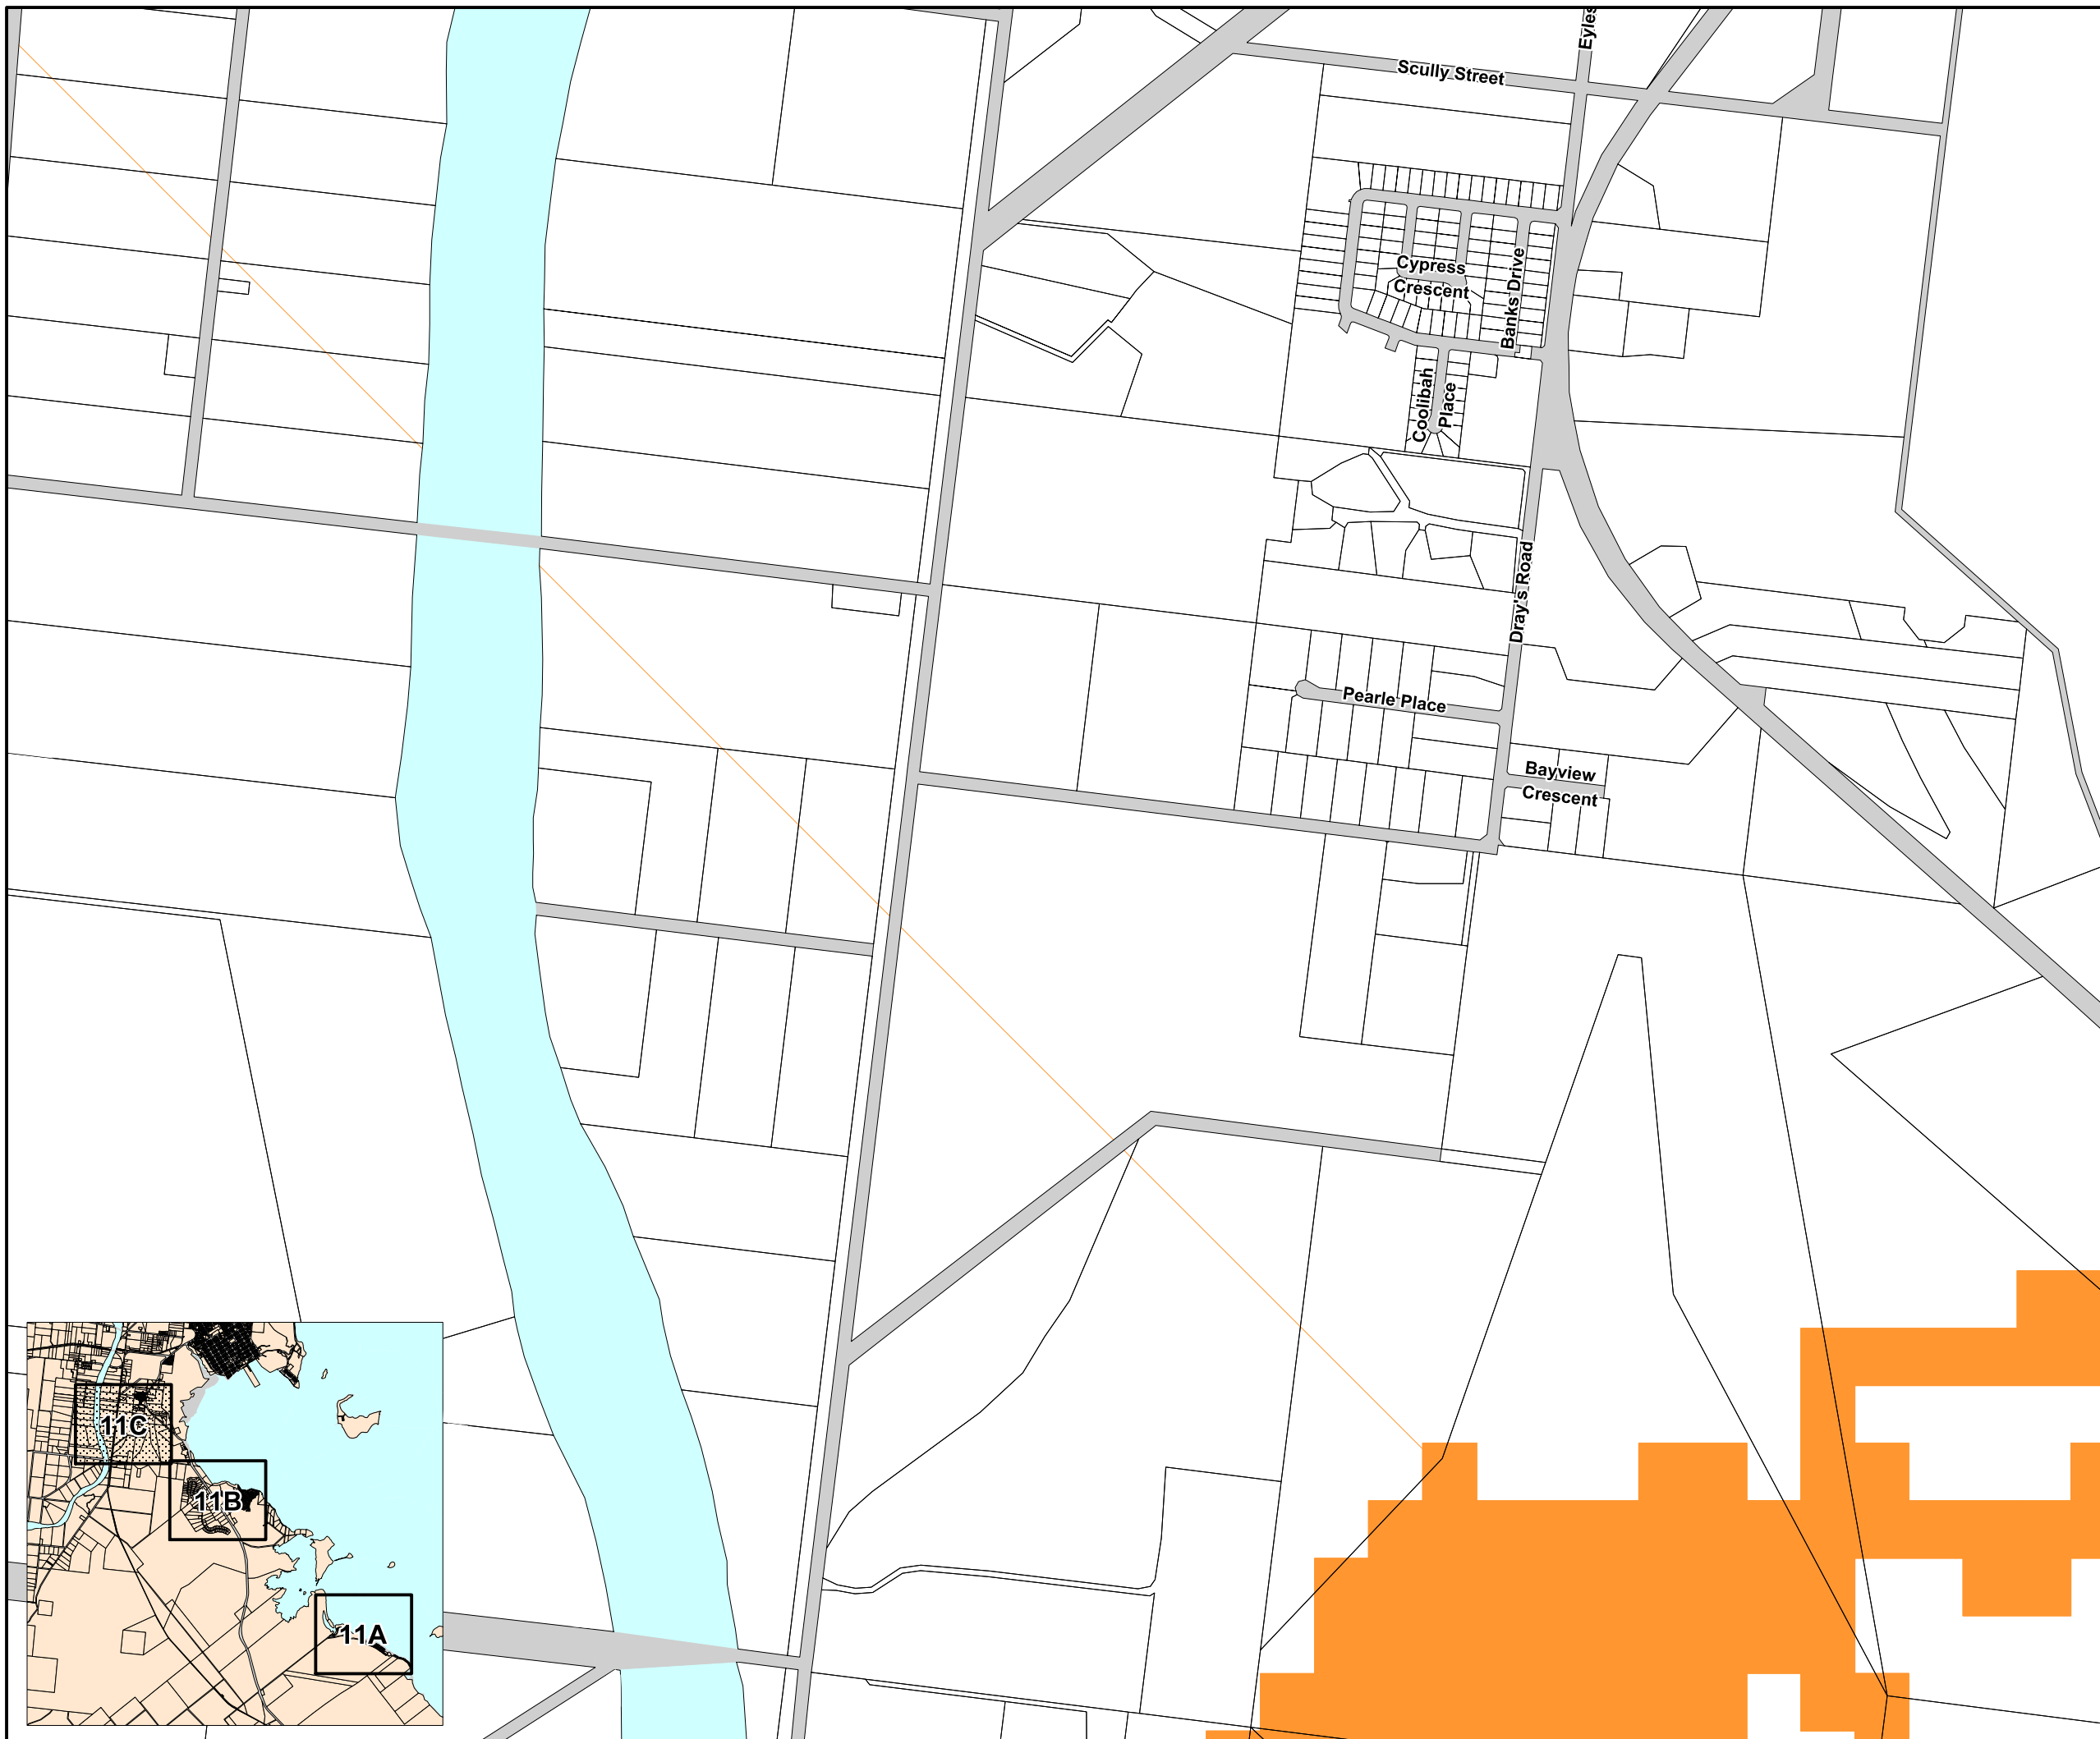 Eyles
Scully Street
Cypress
Crescent
Banks Drive
Coolibah
Place
Dray's Road
Pearle Place
Bayview
Crescent
11C
11B
11A